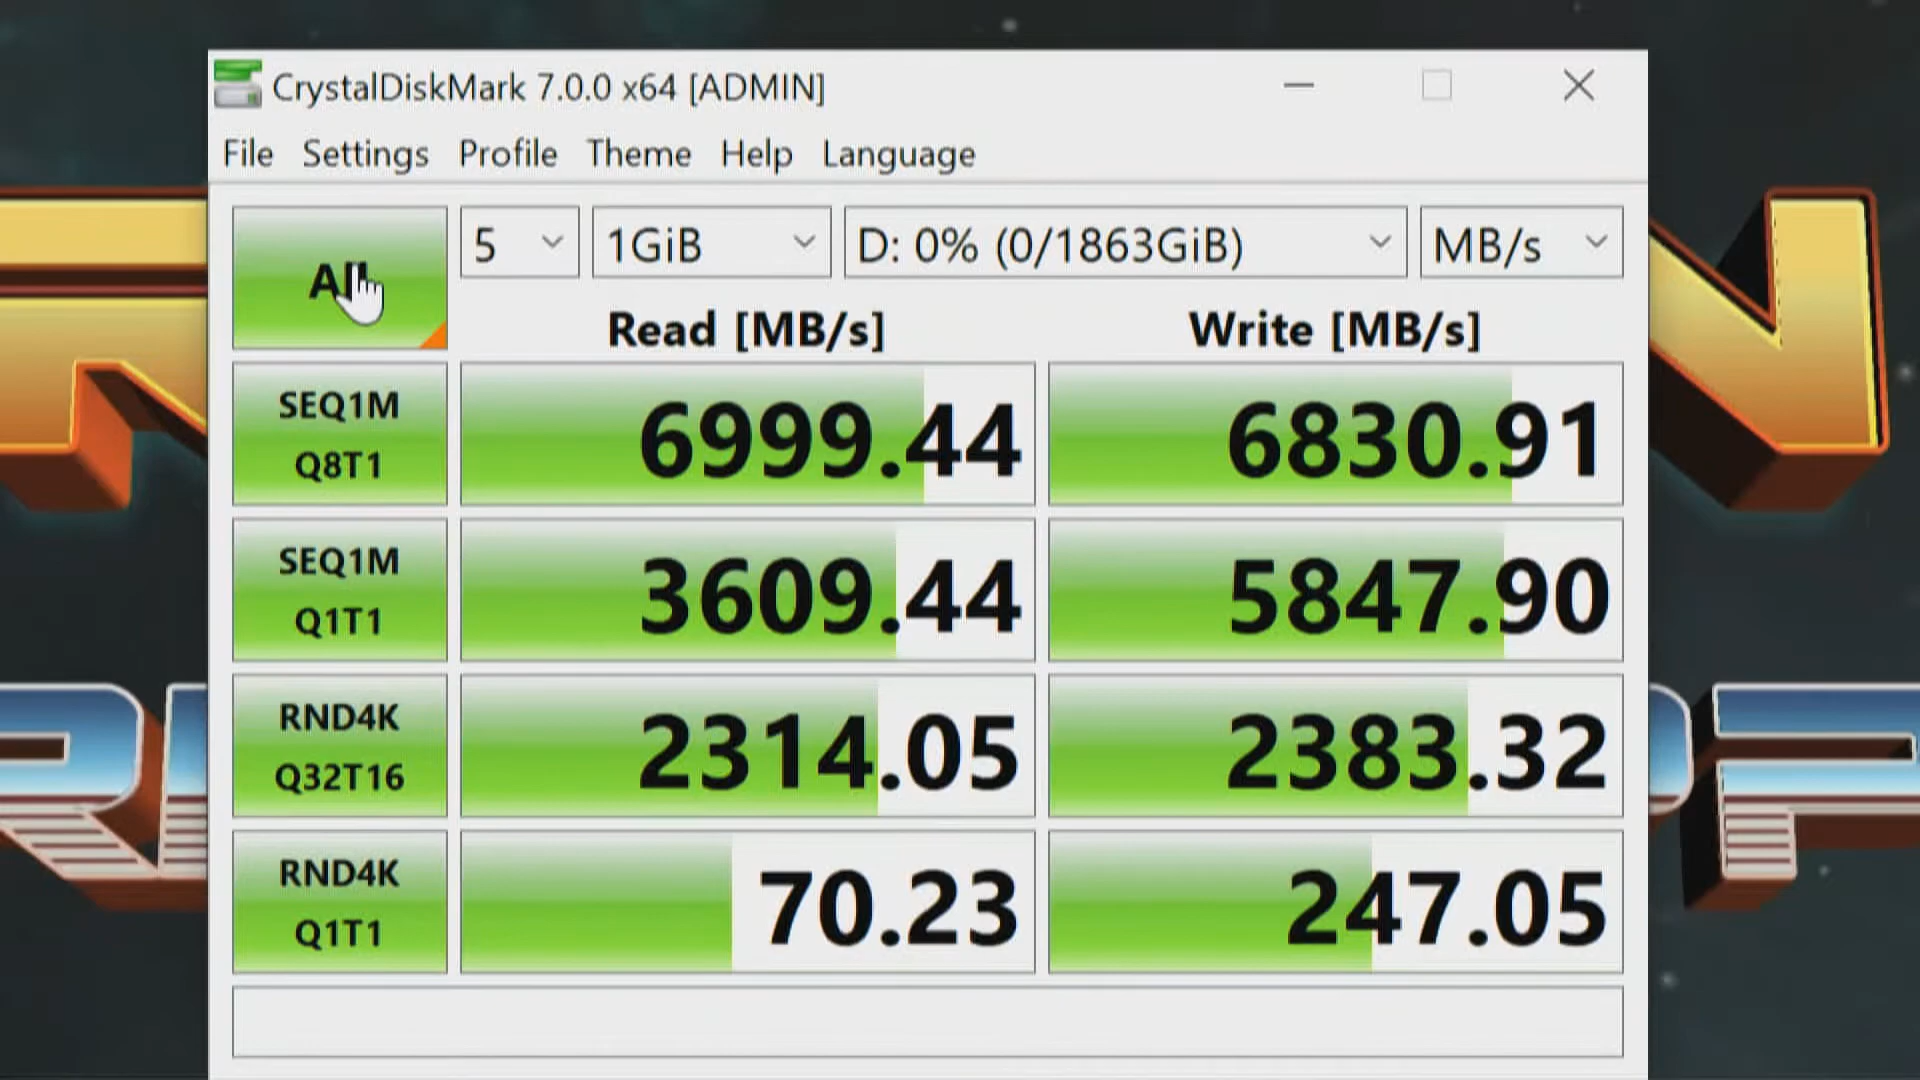 CrystalDiskMark 7.0.0 x64 [ADMIN]
File Settings Profile Theme Help Language
All 5 1GiB D: 0% (0/1863GiB) MB/s
Read [MB/s] Write [MB/s]
SEQ1M
Q8T1
6999.44 6830.91
SEQ1M
Q1T1
3609.44 5847.90
RND4K
Q32T16
2314.05 2383.32
RND4K
Q1T1
70.23 247.05